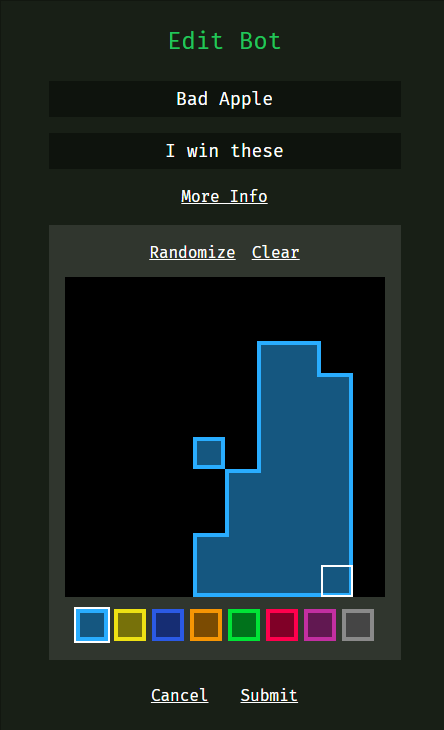 Edit Bot
Bad Apple
I win these
More Info
Randomize Clear
Cancel Submit